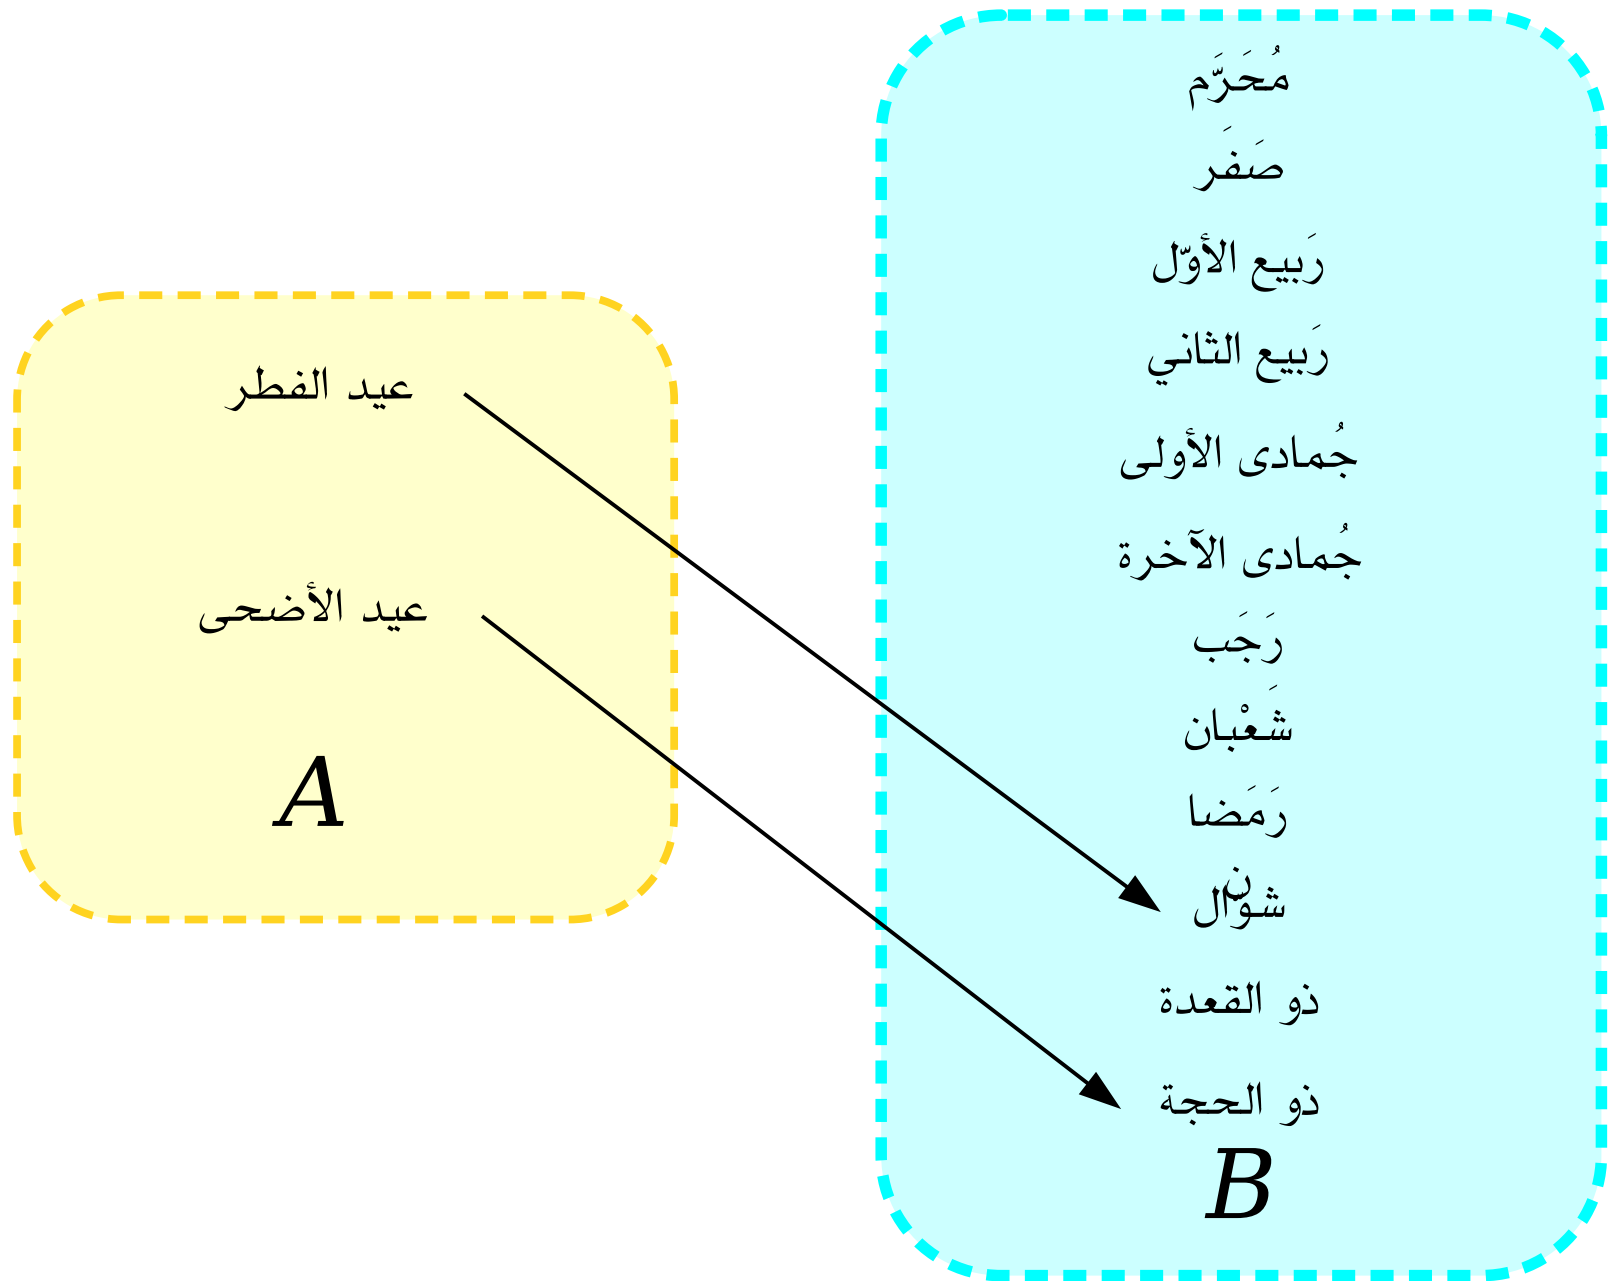 عيد الفطر
عيد الأضحى
A
مُحَرَّم
صَفَر
رَبيع الأوّل
رَبيع الثاني
جُمادى الأولى
جُمادى الآخرة
رَجَب
شَعْبان
رَمَضا
ن
شوّال
ذو القعدة
ذو الحجة
B